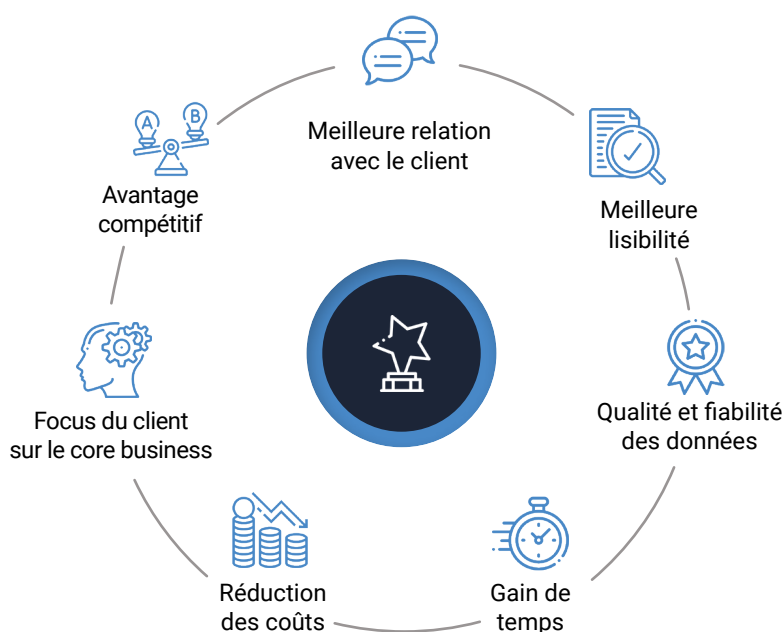 Meilleure relation
avec le client
Meilleure
lisibilité
Qualité et fiabilité
des données
Gain de
temps
Réduction
des coûts
Focus du client
sur le core business
Avantage
compétitif
A
B